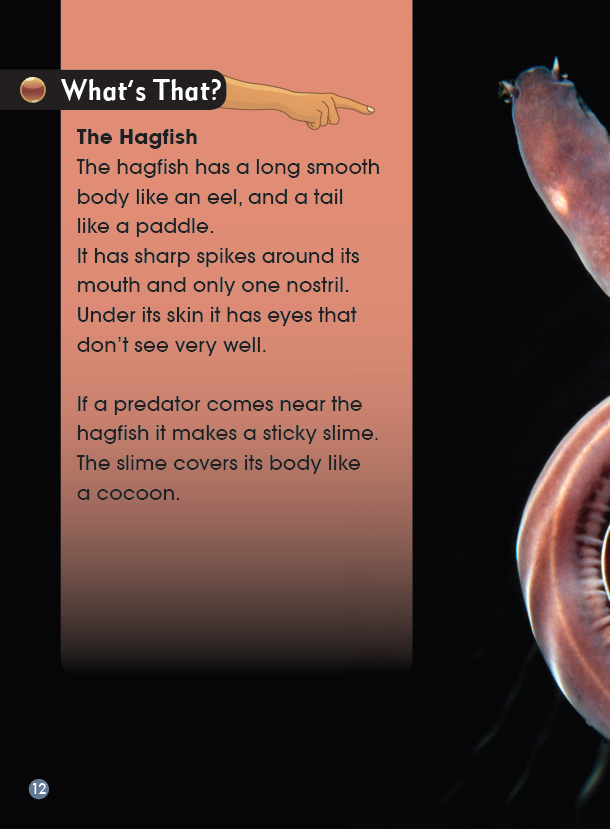 What's That?
The Hagfish
The hagfish has a long smooth
body like an eel, and a tail
like a paddle.
It has sharp spikes around its
mouth and only one nostril.
Under its skin it has eyes that
don't see very well.
If a predator comes near the
hagfish it makes a sticky slime.
The slime covers its body like
a cocoon.
12